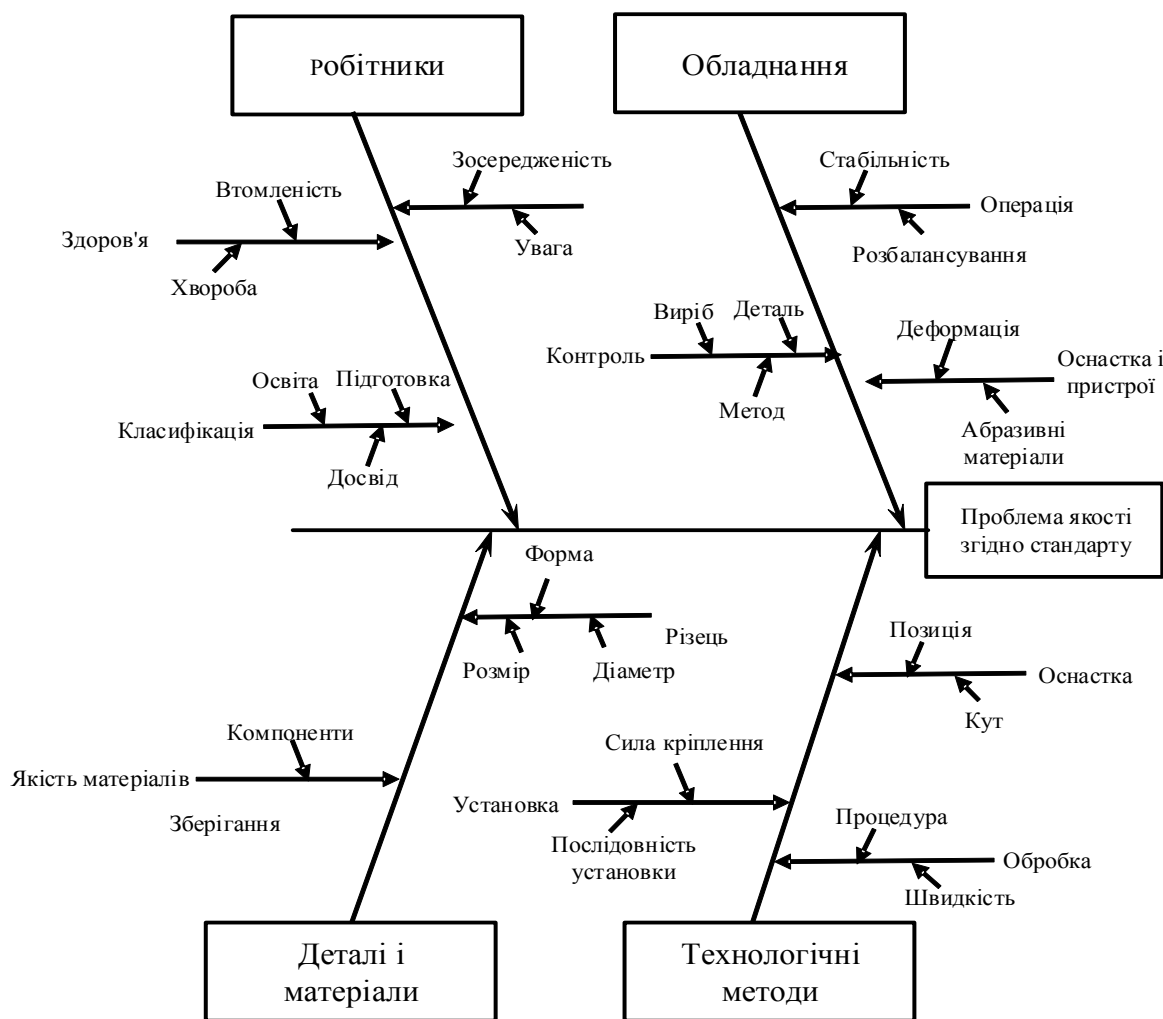 Робітники
Обладнання
Зосередженість
Стабільність
Втомленість
Операція
Здоров'я
Увага
Розбалансування
Хвороба
Виріб
Деталь
Деформація
Контроль
Оснастка і
пристрої
Освіта
Підготовка
Метод
Абразивні
матеріали
Класифікація
Досвід
Проблема якості
згідно стандарту
Форма
Різець
Позиція
Розмір
Діаметр
Оснастка
Кут
Компоненти
Сила кріплення
Якість матеріалів
Установка
Зберігання
Процедура
Послідовність
установки
Обробка
Швидкість
Деталі і
матеріали
Технологічні
методи